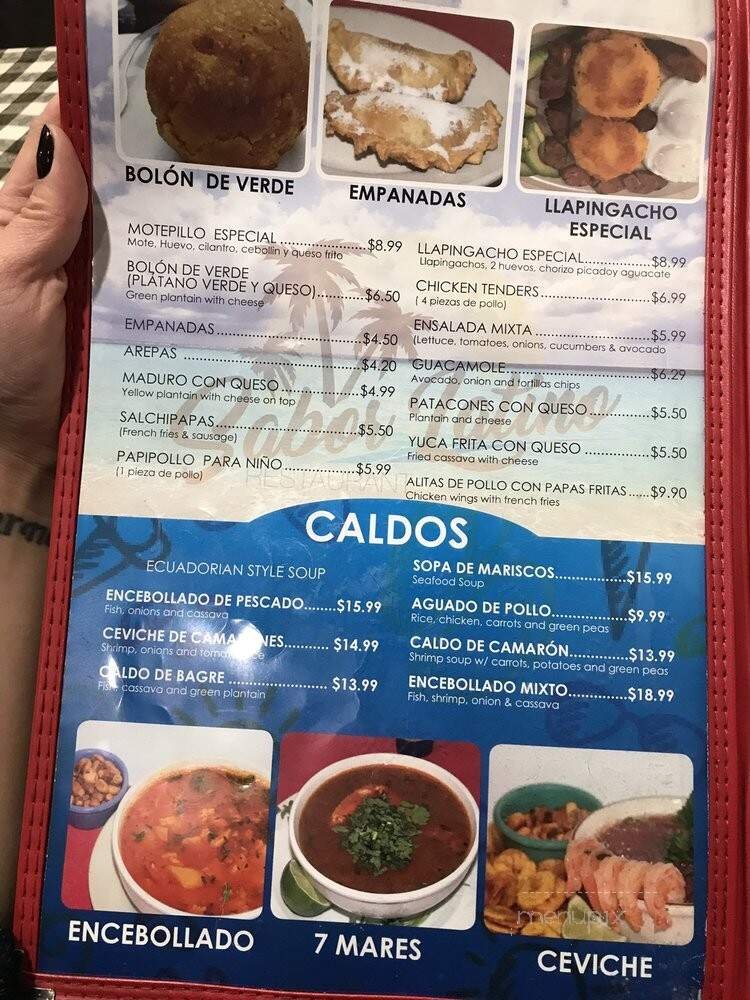 BOLÓN DE VERDE
EMPANADAS
LLAPINGACHO
ESPECIAL
MOTEPILLO ESPECIAL ....................$8.99
Mote, Huevo, cilantro, cebollin y queso frito
BOLÓN DE VERDE
(PLÁTANO VERDE Y QUESO)............$6.50
Green plantain with cheese
EMPANADAS..............................$4.50
AREPAS ..................................$4.20
MADURO CON QUESO.................$4.99
Yellow plantain with cheese on top
SALCHIPAPAS.............................$5.50
(French fries & sausage)
PAPIPOLLO PARA NIÑO................$5.99
(1 pieza de pollo)
LLAPINGACHO ESPECIAL.................$8.99
Llapingachos, 2 huevos, chorizo picadoy aguacate
CHICKEN TENDERS..........................$6.99
( 4 piezas de pollo)
ENSALADA MIXTA ...........................$5.99
(Lettuce, tomatoes, onions, cucumbers & avocado
GUACAMOLE................................$6.29
Avocado, onion and tortillas chips
PATACONES CON QUESO...............$5.50
Plantain and cheese
YUCA FRITA CON QUESO ................$5.50
Fried cassava with cheese
ALITAS DE POLLO CON PAPAS FRITAS.....$9.90
Chicken wings with french fries
Sabor Latino
RESTAURANT
CALDOS
ECUADORIAN STYLE SOUP
ENCEBOLLADO DE PESCADO.......$15.99
Fish, onions and cassava
CEVICHE DE CAMARONES.......... $14.99
Shrimp, onions and
CALDO DE BAGRE ...................... $13.99
Fish, cassava and green plantain
SOPA DE MARISCOS................$15.99
Seafood Soup
AGUADO DE POLLO.................$9.99
Rice, chicken, carrots and green peas
CALDO DE CAMARÓN.............$13.99
Shrimp soup w/ carrots, potatoes and green peas
ENCEBOLLADO MIXTO.............$18.99
Fish, shrimp, onion & cassava
ENCEBOLLADO
7 MARES
CEVICHE
menupix